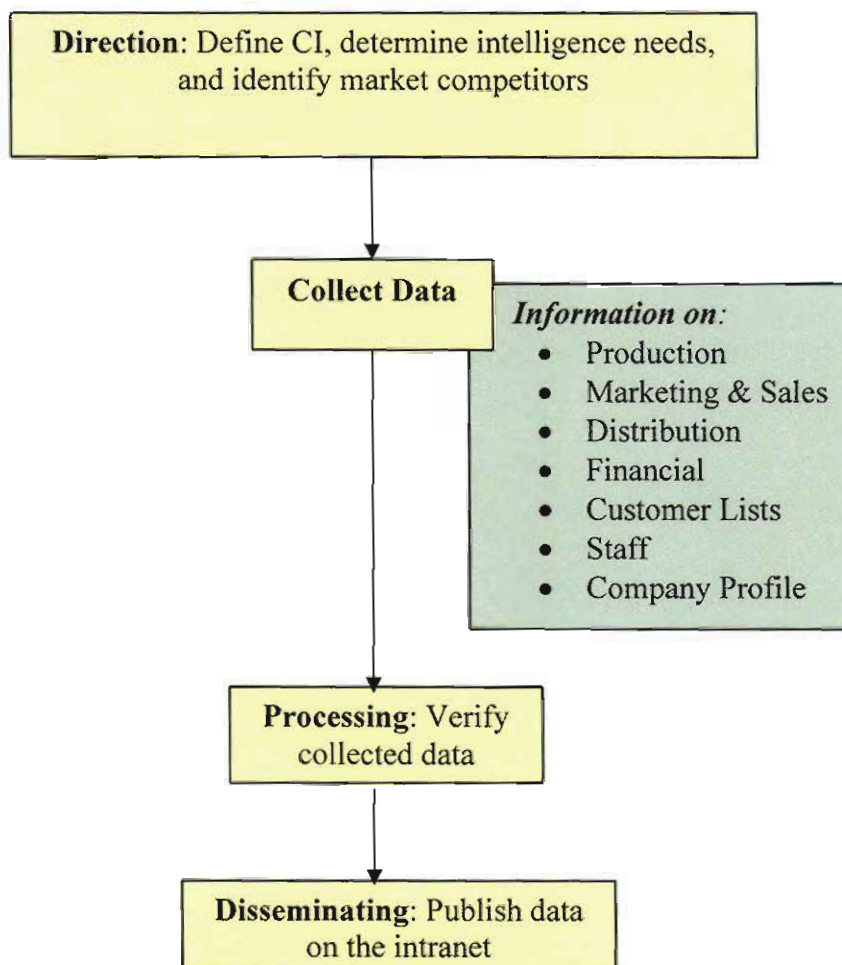 Direction: Define CI, determine intelligence needs,
and identify market competitors
Collect Data
Information on:
• Production
• Marketing & Sales
• Distribution
• Financial
• Customer Lists
• Staff
• Company Profile
Processing: Verify
collected data
Disseminating: Publish data
on the intranet